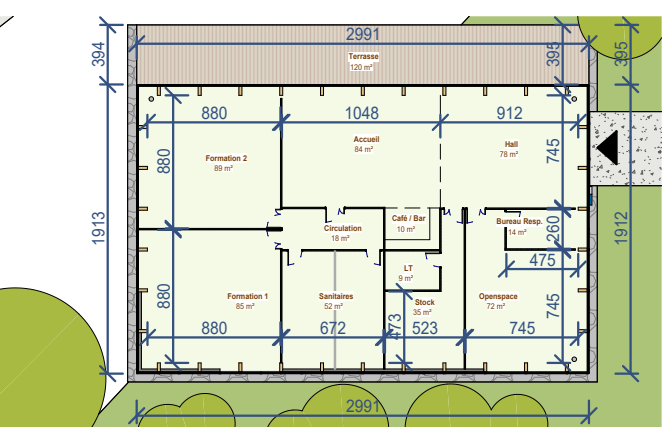 2991
394
395
395
Terrasse
120 m²
880
1048
912
Accueil
84 m²
Hall
78 m²
Formation 2
89 m²
880
745
Café / Bar
10 m²
Bureau Resp.
14 m²
Circulation
18 m²
1913
260
1912
475
LT
9 m²
Formation 1
85 m²
Sanitaires
52 m²
Stock
35 m²
Openspace
72 m²
880
745
473
880
672
523
745
2991